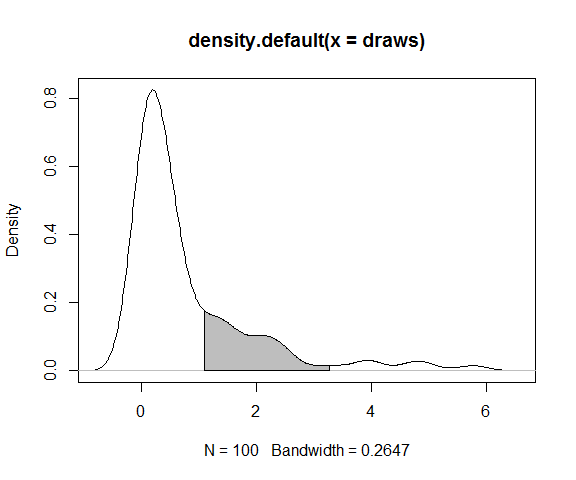 density.default(x = draws)
Density
0.8
0.6
0.4
0.2
0.0
0 2 4 6
N = 100 Bandwidth = 0.2647